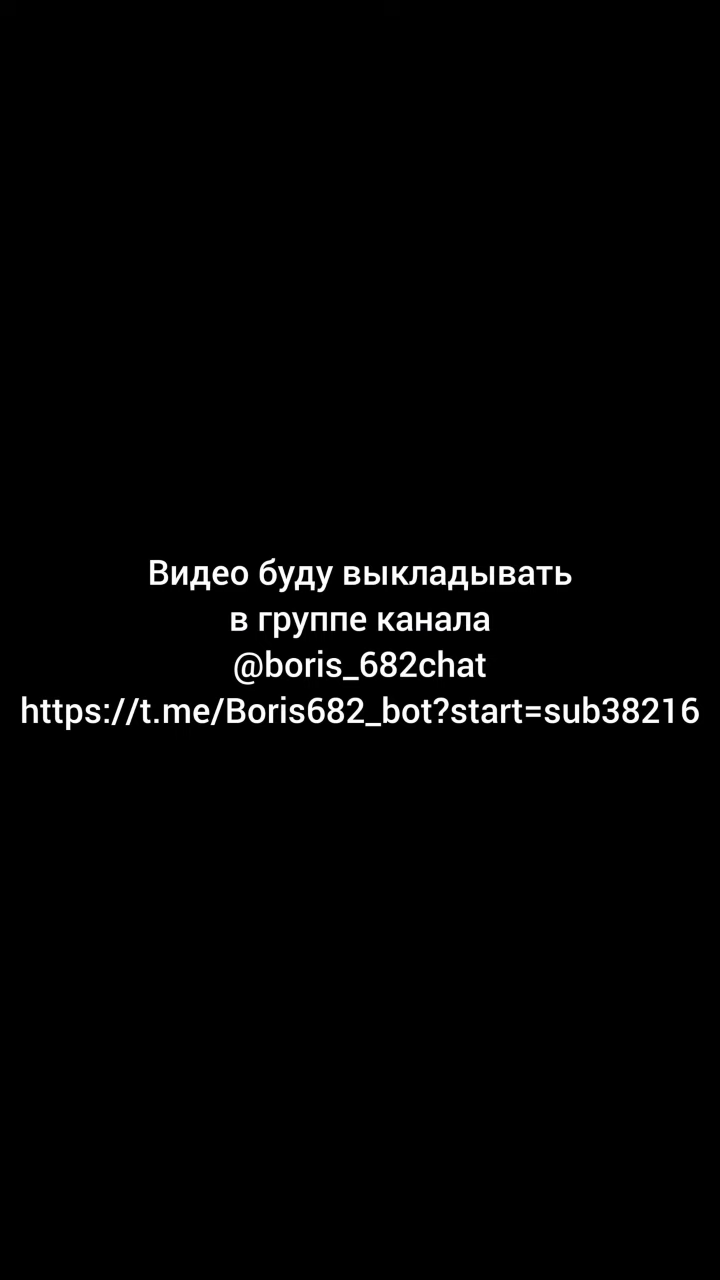 Видео буду выкладывать
в группе канала
@boris_682chat
https://t.me/Boris682_bot?start=sub38216